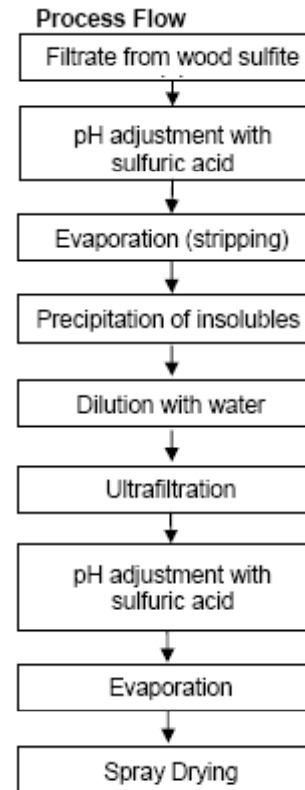 Process Flow
Filtrate from wood sulfite
pH adjustment with
sulfuric acid
Evaporation (stripping)
Precipitation of insolubles
Dilution with water
Ultrafiltration
pH adjustment with
sulfuric acid
Evaporation
Spray Drying